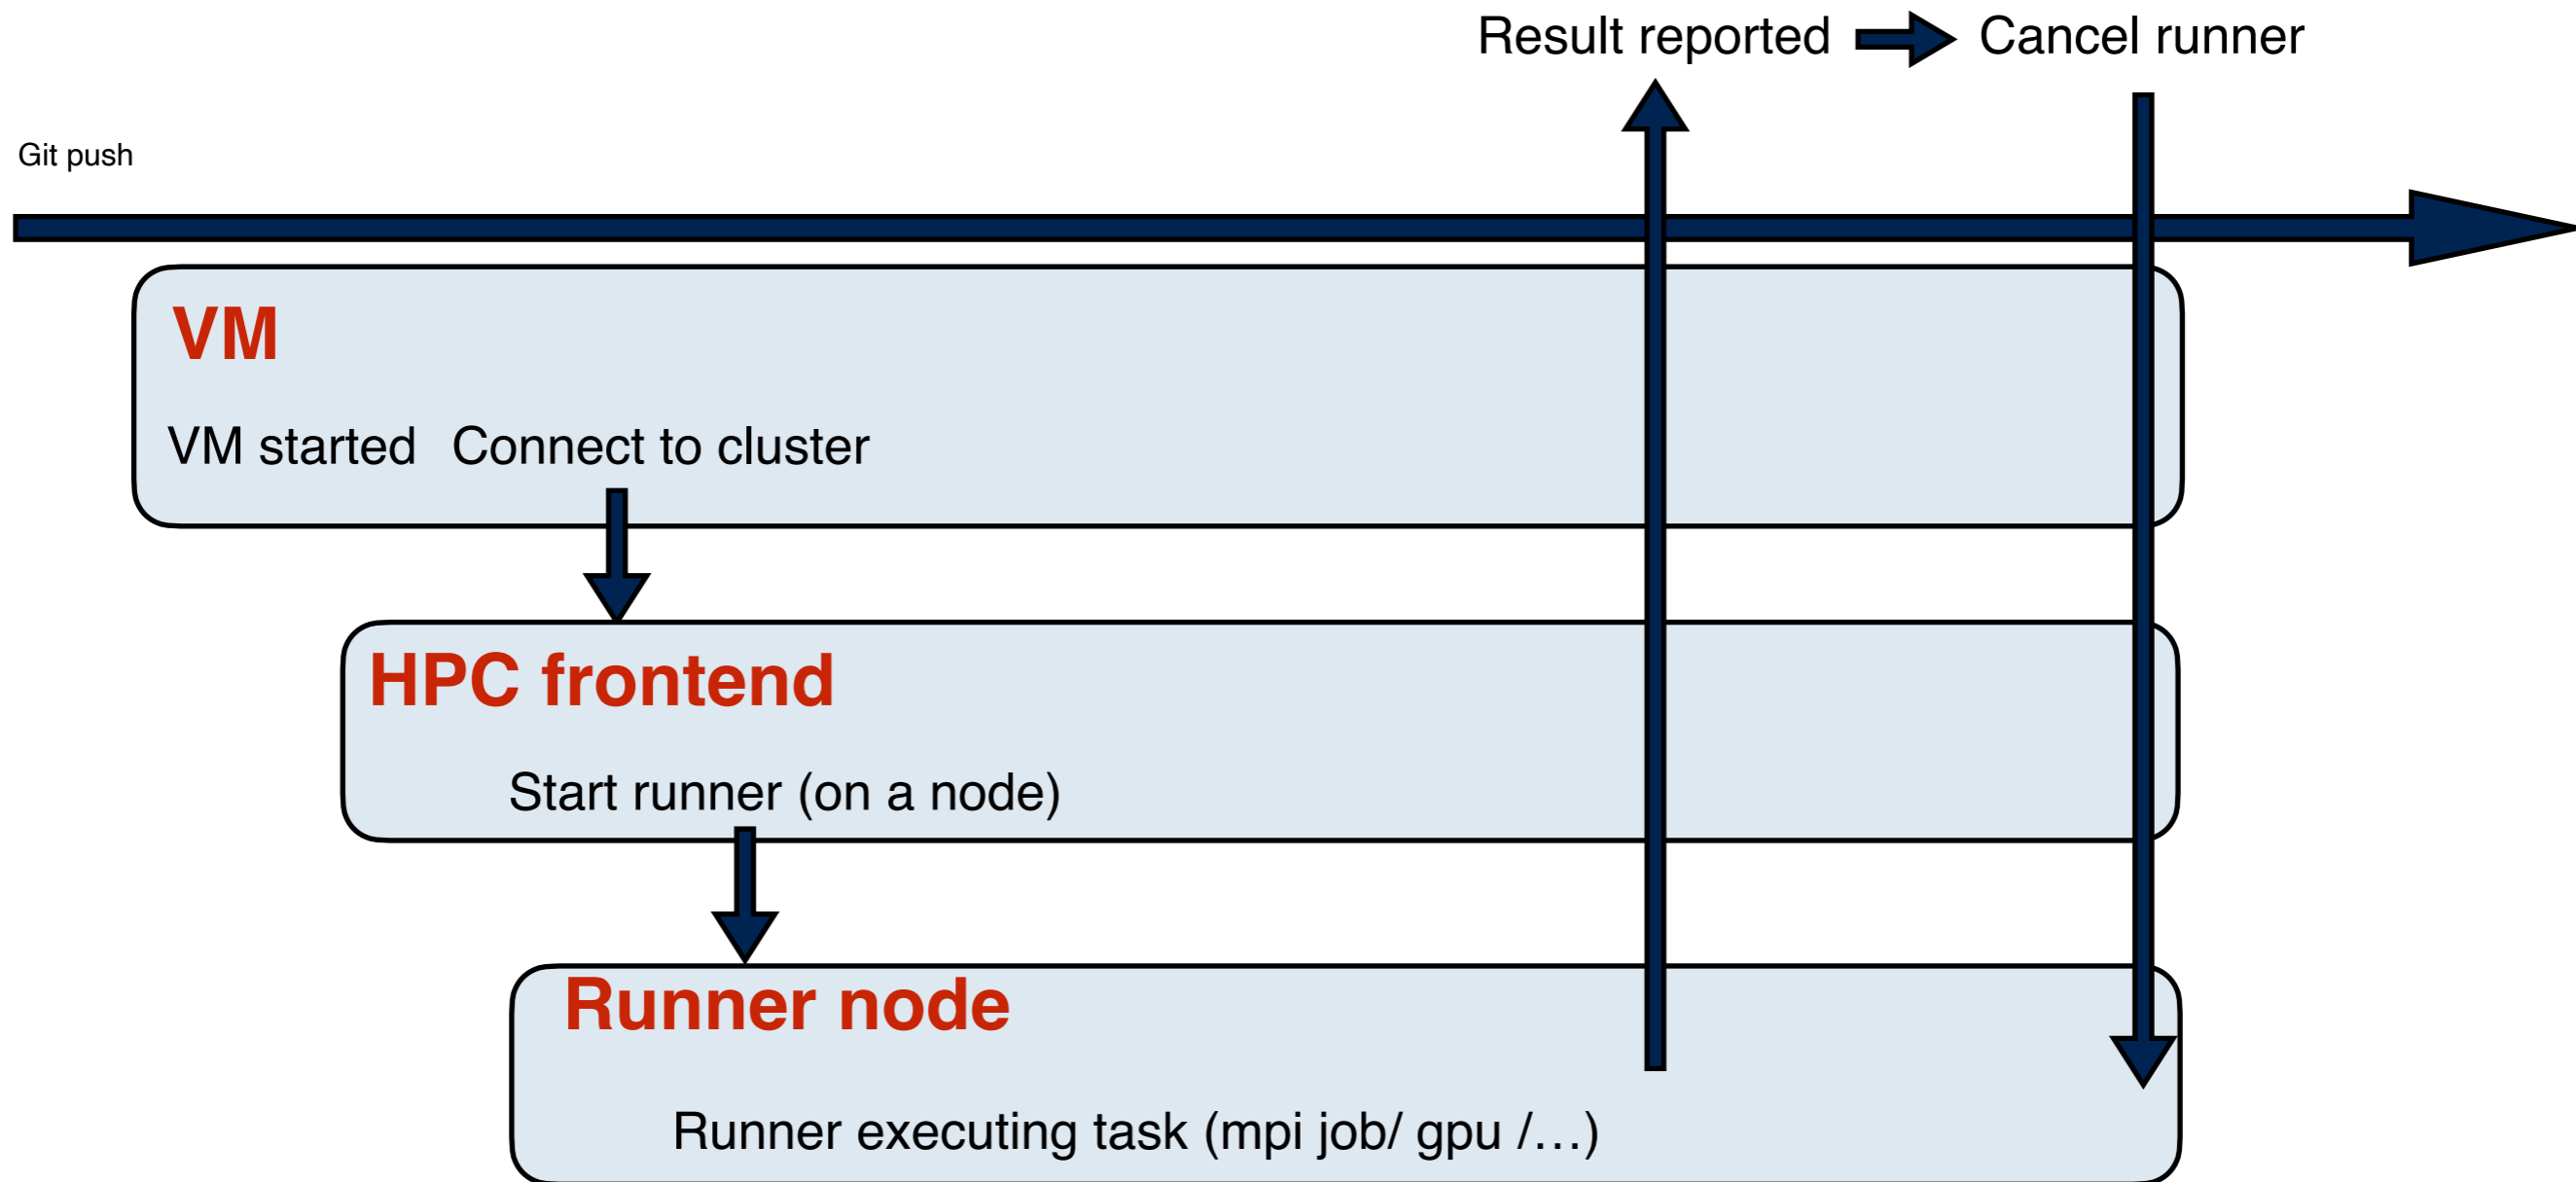 Result reported
Cancel runner
Git push
VM
VM started
Connect to cluster
HPC frontend
Start runner (on a node)
Runner node
Runner executing task (mpi job/ gpu /…)